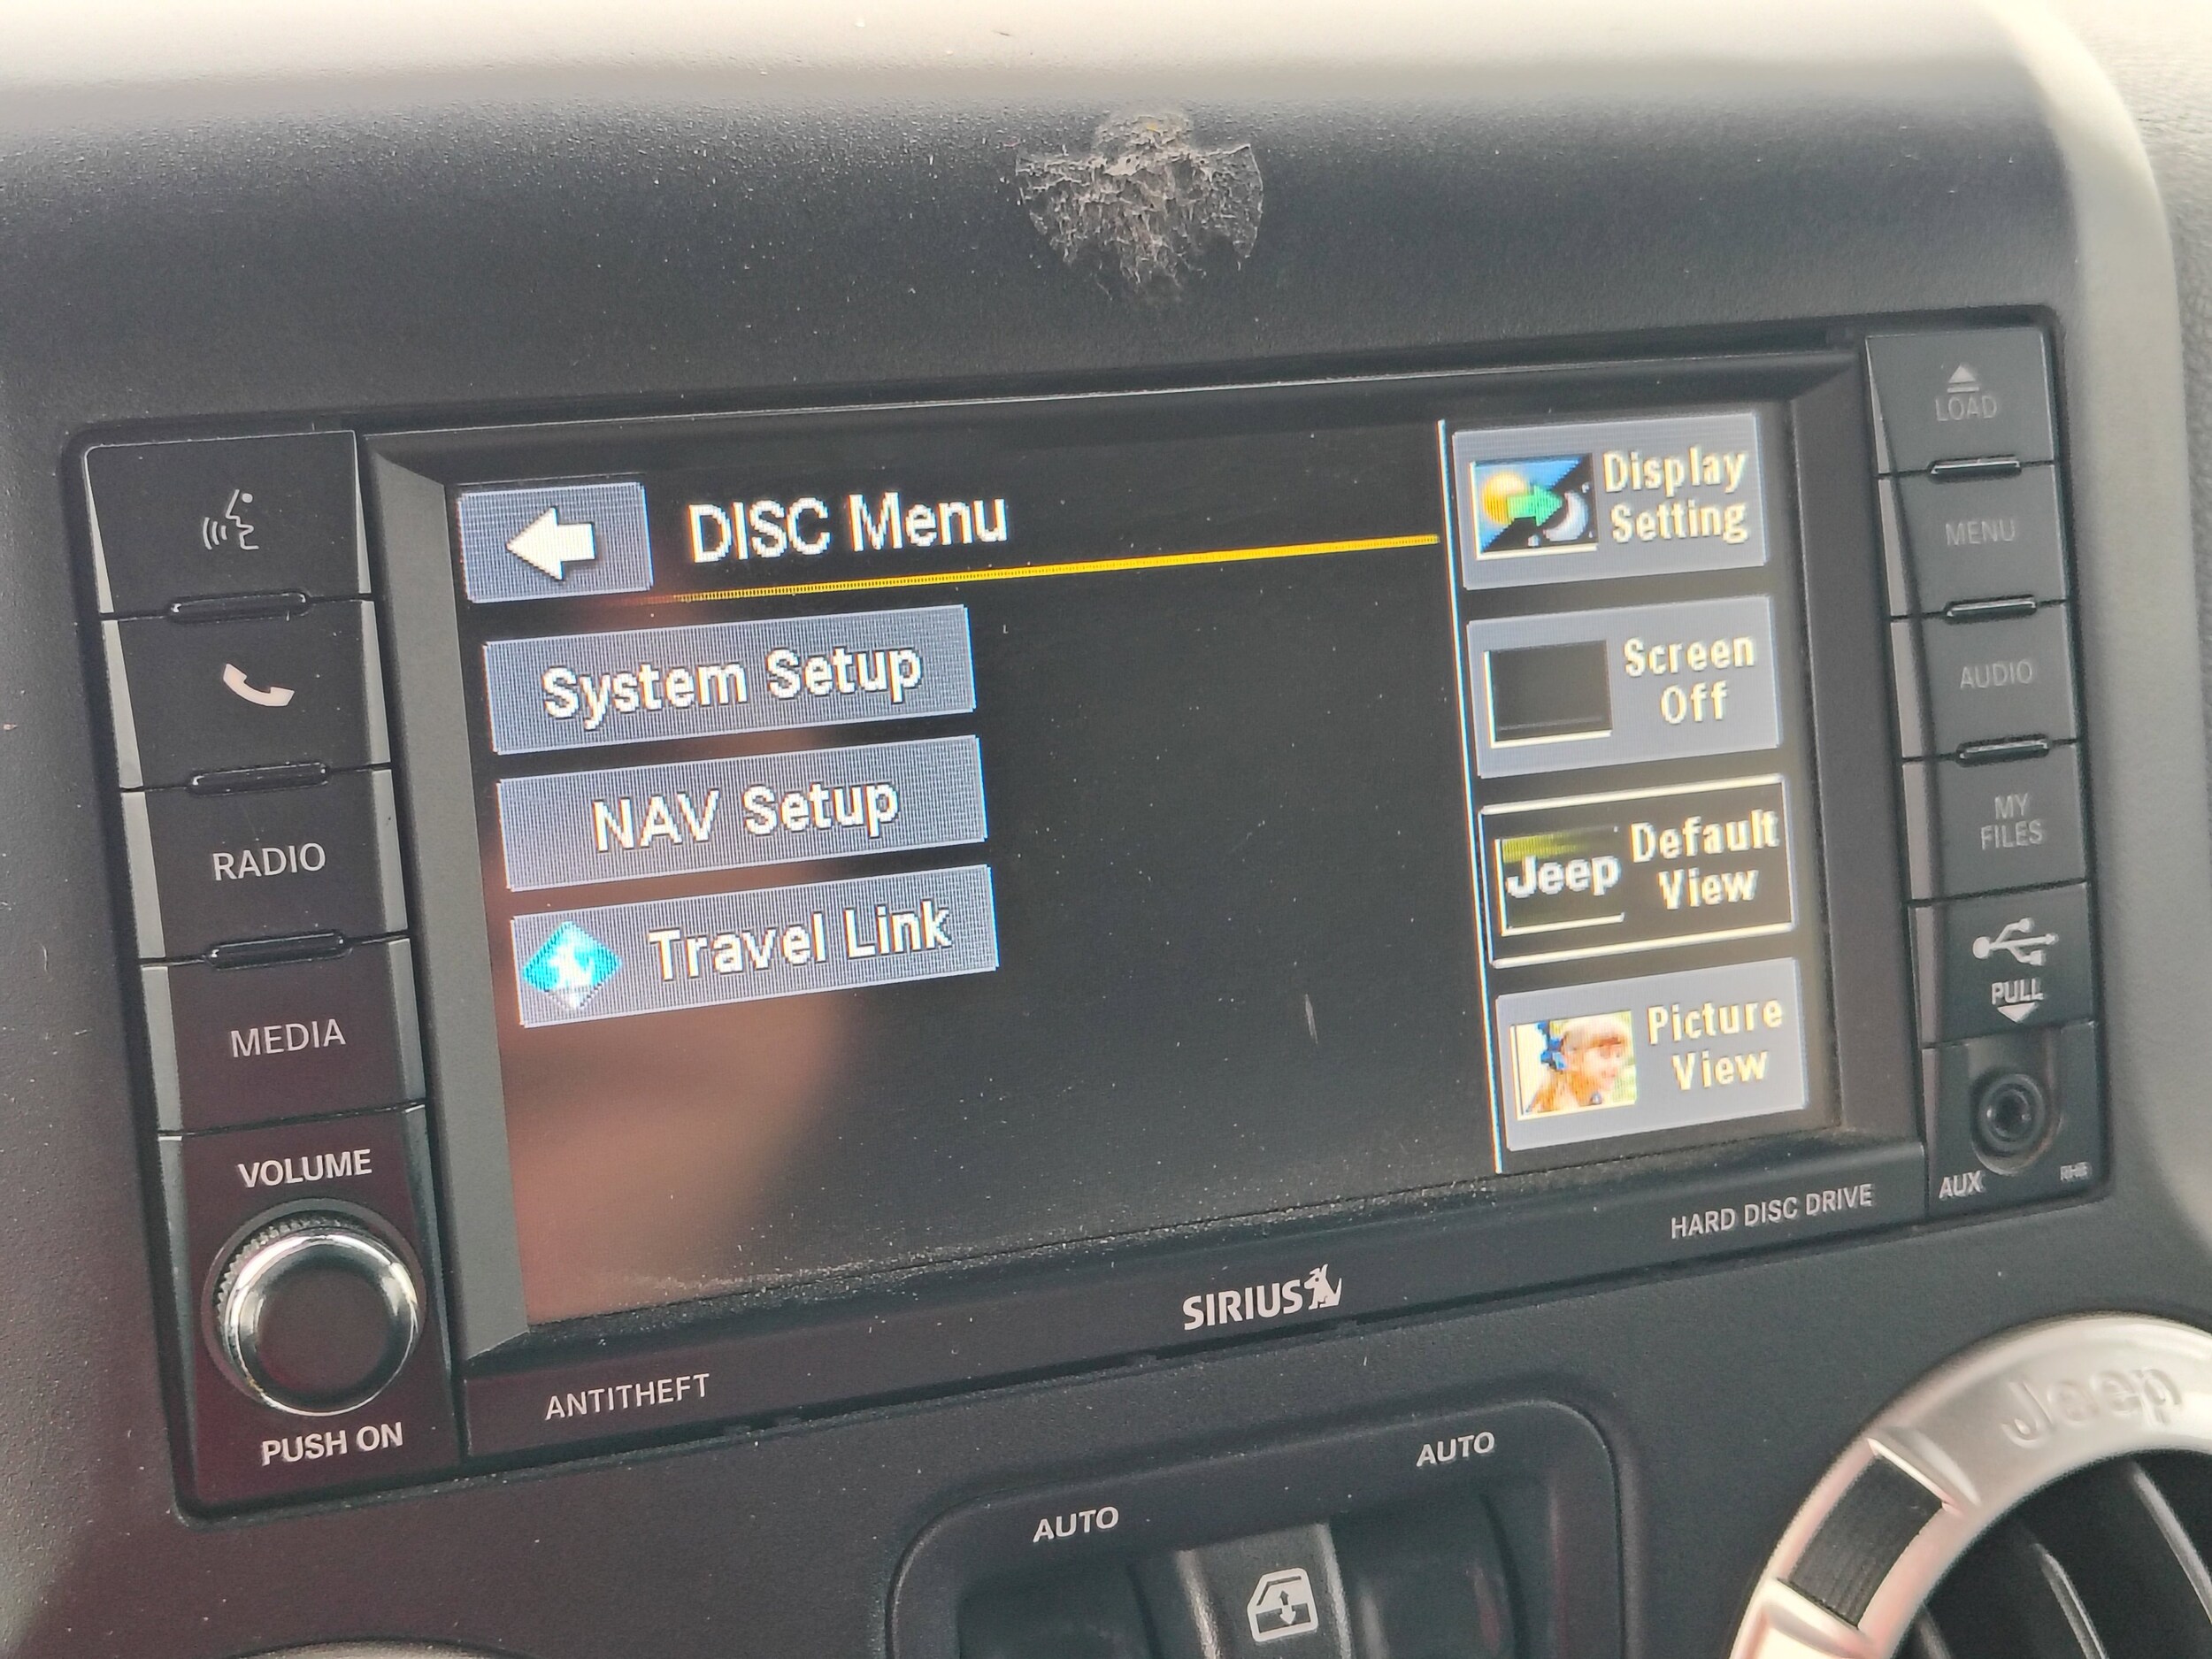 DISC Menu
System Setup
NAV Setup
Travel Link
Display
Setting
Screen
Off
Jeep
Default
View
Picture
View
RADIO
MEDIA
VOLUME
PUSH ON
LOAD
MENU
AUDIO
MY
FILES
PULL
AUX
RHB
HARD DISC DRIVE
SIRIUS
ANTITHEFT
AUTO
AUTO
Jeep